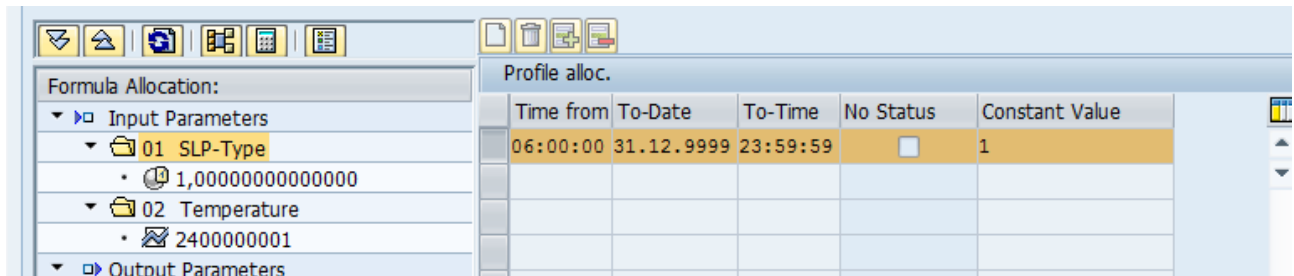 Formula Allocation:
Input Parameters
01 SLP-Type
1,00000000000000
02 Temperature
2400000001
Output Parameters
Profile alloc.
Time from To-Date To-Time No Status Constant Value
06:00:00 31.12.9999 23:59:59 1